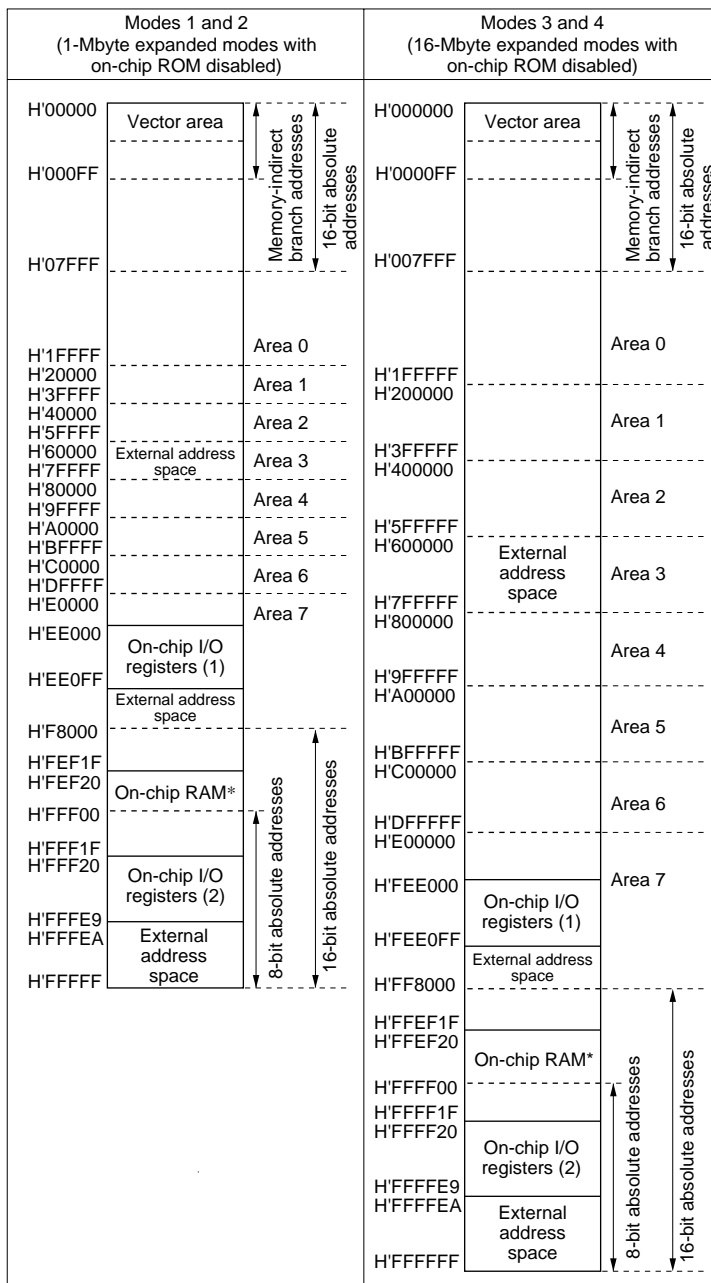 Modes 1 and 2
(1-Mbyte expanded modes with
on-chip ROM disabled)
H'00000
Vector area
H'000FF
Memory-indirect
branch addresses
16-bit absolute
addresses
H'07FFF
Area 0
H'1FFFF
H'20000
Area 1
H'3FFFF
H'40000
Area 2
H'5FFFF
H'60000
External address
space
Area 3
H'7FFFF
H'80000
Area 4
H'9FFFF
H'A0000
Area 5
H'BFFFF
H'C0000
Area 6
H'DFFFF
H'E0000
Area 7
H'EE000
On-chip I/O
registers (1)
H'EE0FF
External address
space
H'F8000
H'FEF1F
H'FEF20
On-chip RAM*
H'FFF00
H'FFF1F
H'FFF20
On-chip I/O
registers (2)
H'FFFE9
H'FFFEA
External
address
space
H'FFFFF
8-bit absolute addresses
16-bit absolute addresses
Modes 3 and 4
(16-Mbyte expanded modes with
on-chip ROM disabled)
H'000000
Vector area
H'0000FF
Memory-indirect
branch addresses
16-bit absolute
addresses
H'007FFF
Area 0
H'1FFFFF
H'200000
Area 1
H'3FFFFF
H'400000
Area 2
H'5FFFFF
H'600000
External
address
space
Area 3
H'7FFFFF
H'800000
Area 4
H'9FFFFF
H'A00000
Area 5
H'BFFFFF
H'C00000
Area 6
H'DFFFFF
H'E00000
Area 7
H'FEE000
On-chip I/O
registers (1)
H'FEE0FF
External address
space
H'FF8000
H'FFEF1F
H'FFEF20
On-chip RAM*
H'FFFF00
H'FFFF1F
H'FFFF20
On-chip I/O
registers (2)
H'FFFFE9
H'FFFFEA
External
address
space
H'FFFFFF
8-bit absolute addresses
16-bit absolute addresses